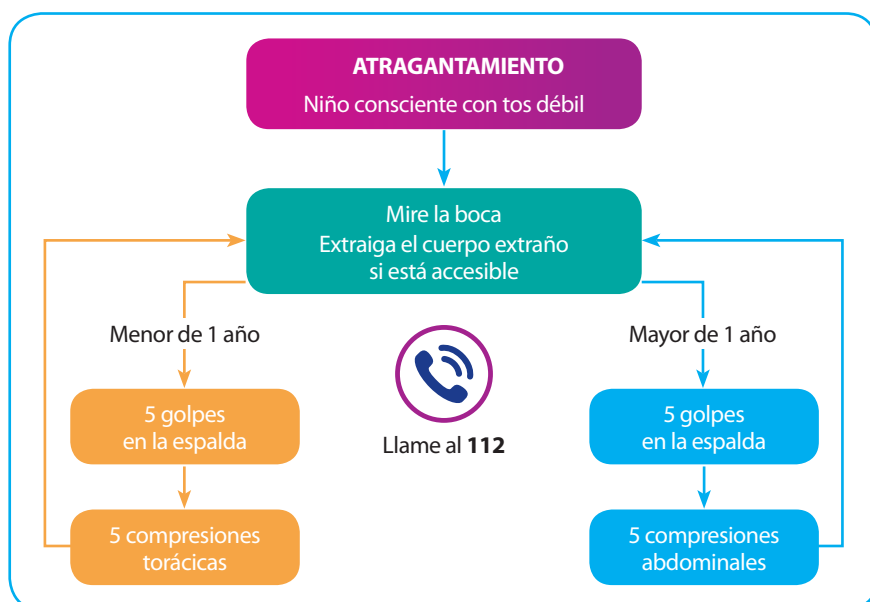 ATRAGANTAMIENTO
Niño consciente con tos débil
Mire la boca
Extraiga el cuerpo extraño
si está accesible
Menor de 1 año
Mayor de 1 año
5 golpes
en la espalda
Llame al 112
5 golpes
en la espalda
5 compresiones
torácicas
5 compresiones
abdominales